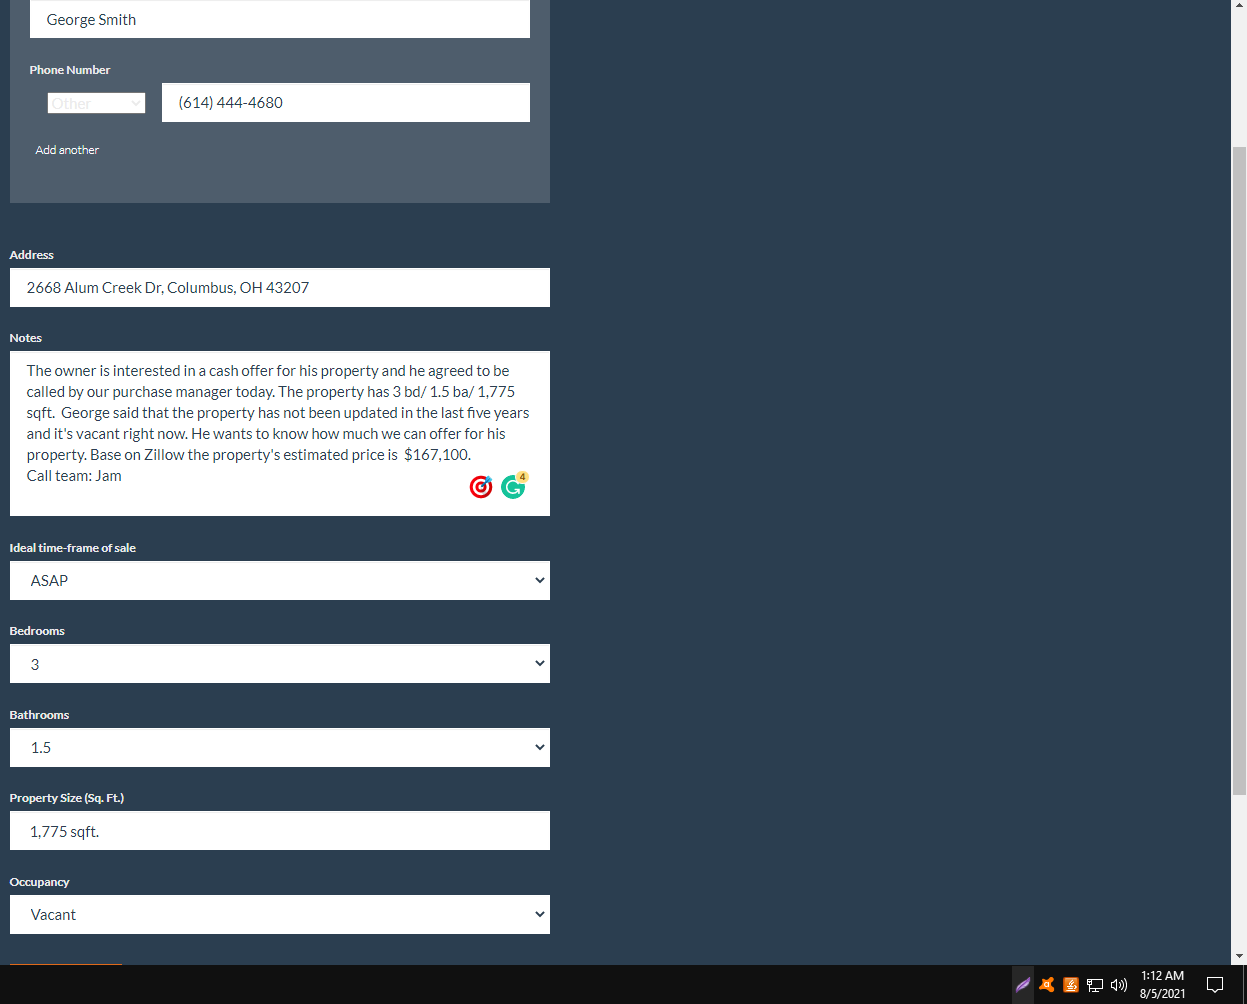 George Smith
Phone Number
Other
(614) 444-4680
Add another
Address
2668 Alum Creek Dr, Columbus, OH 43207
Notes
The owner is interested in a cash offer for his property and he agreed to be
called by our purchase manager today. The property has 3 bd/ 1.5 ba/ 1,775
sqft.  George said that the property has not been updated in the last five years
and it's vacant right now. He wants to know how much we can offer for his
property. Base on Zillow the property's estimated price is  $167,100.
Call team: Jam
4
Ideal time-frame of sale
ASAP
Bedrooms
3
Bathrooms
1.5
Property Size (Sq. Ft.)
1,775 sqft.
Occupancy
Vacant
1:12 AM
8/5/2021